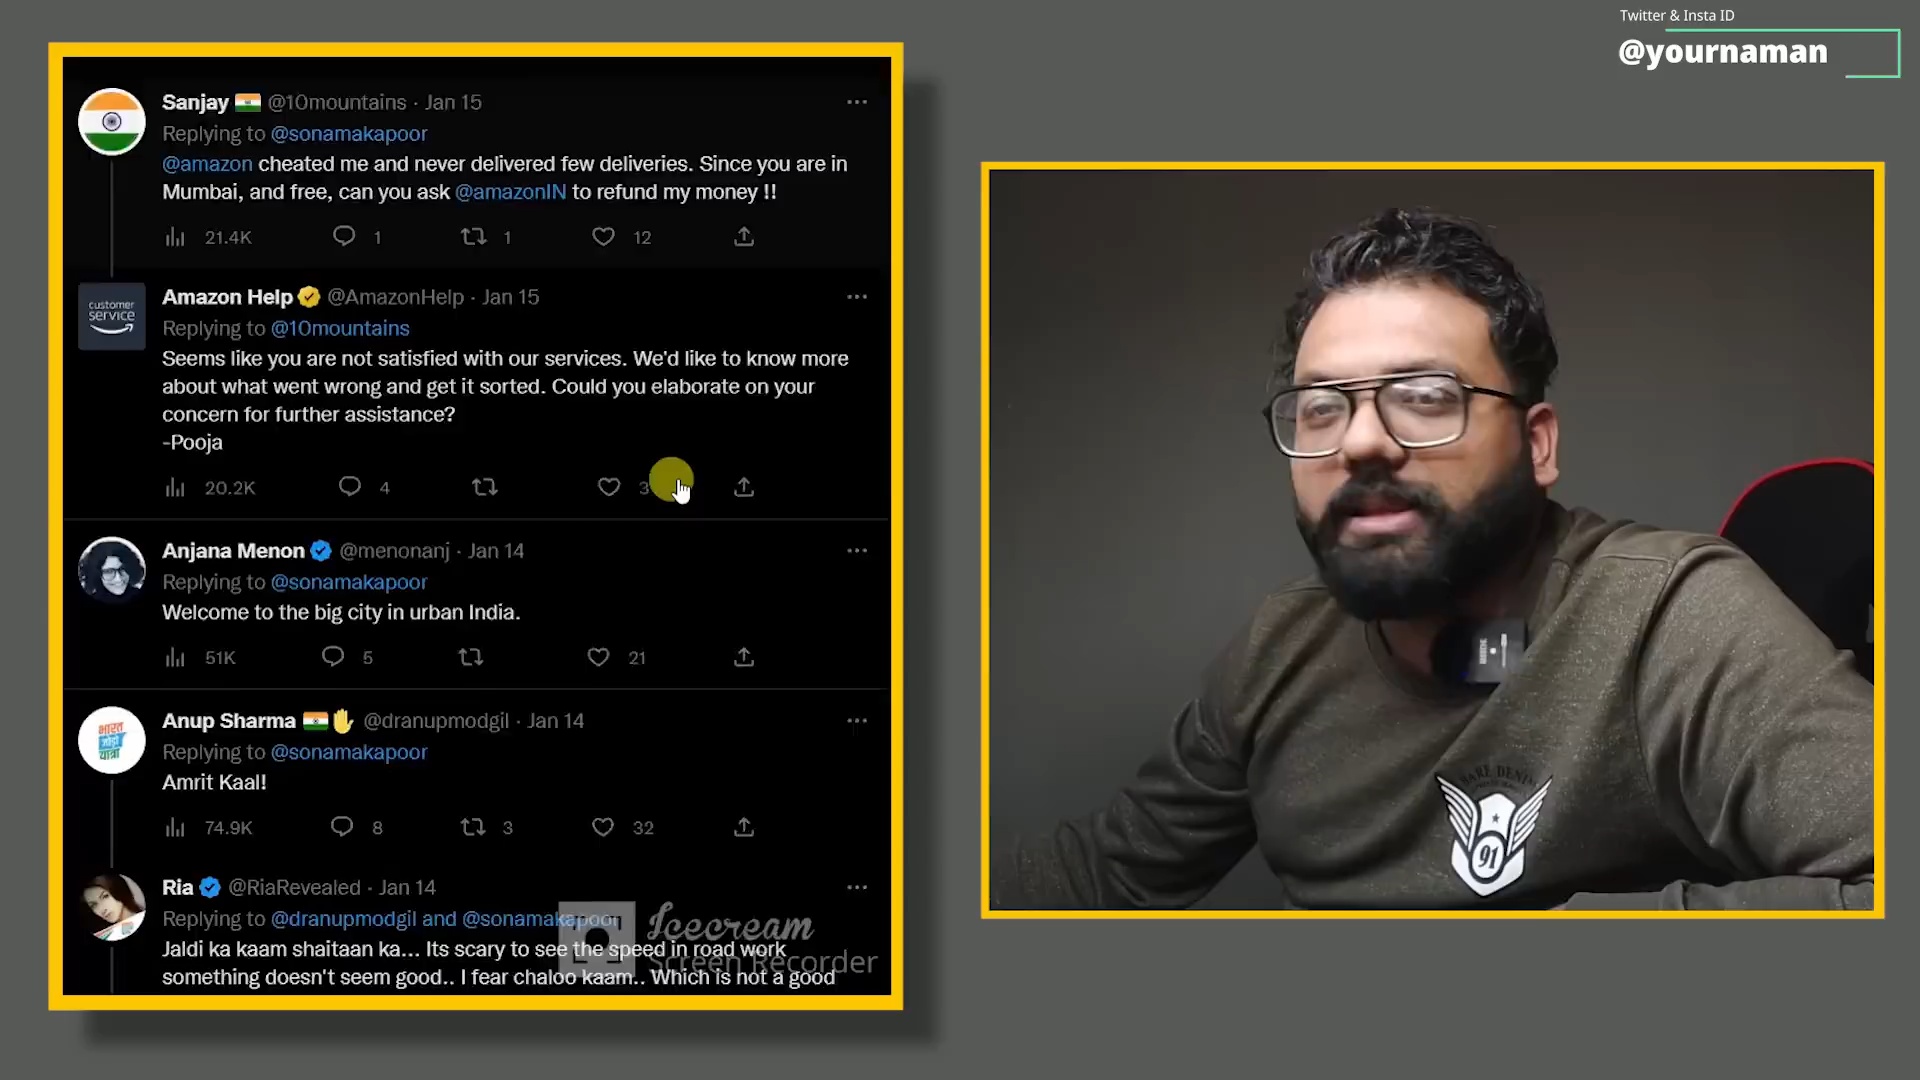 Twitter & Insta ID
@yournaman
Sanjay @10mountains · Jan 15
Replying to @sonamakapoor
@amazon cheated me and never delivered few deliveries. Since you are in
Mumbai, and free, can you ask @amazonIN to refund my money !!
21.4K 1 1 12
customer
service
Amazon Help @AmazonHelp · Jan 15
Replying to @10mountains
Seems like you are not satisfied with our services. We'd like to know more
about what went wrong and get it sorted. Could you elaborate on your
concern for further assistance?
-Pooja
20.2K 4 3
Anjana Menon @menonanj · Jan 14
Replying to @sonamakapoor
Welcome to the big city in urban India.
51K 5 21
भारत
जोड़ो
यात्रा
Anup Sharma @dranupmodgil · Jan 14
Replying to @sonamakapoor
Amrit Kaal!
74.9K 8 3 32
Ria @RiaRevealed · Jan 14
Replying to @dranupmodgil and @sonamakapoor
Jaldi ka kaam shaitaan ka... Its scary to see the speed in road work
something doesn't seem good.. I fear chaloo kaam.. Which is not a good
Icecream
Screen Recorder
91